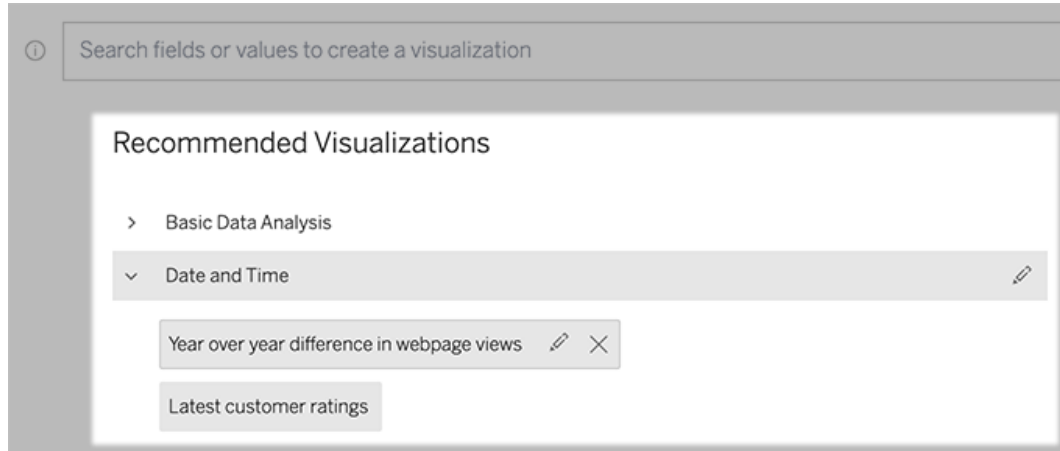 Search fields or values to create a visualization
Recommended Visualizations
Basic Data Analysis
Date and Time
Year over year difference in webpage views
Latest customer ratings